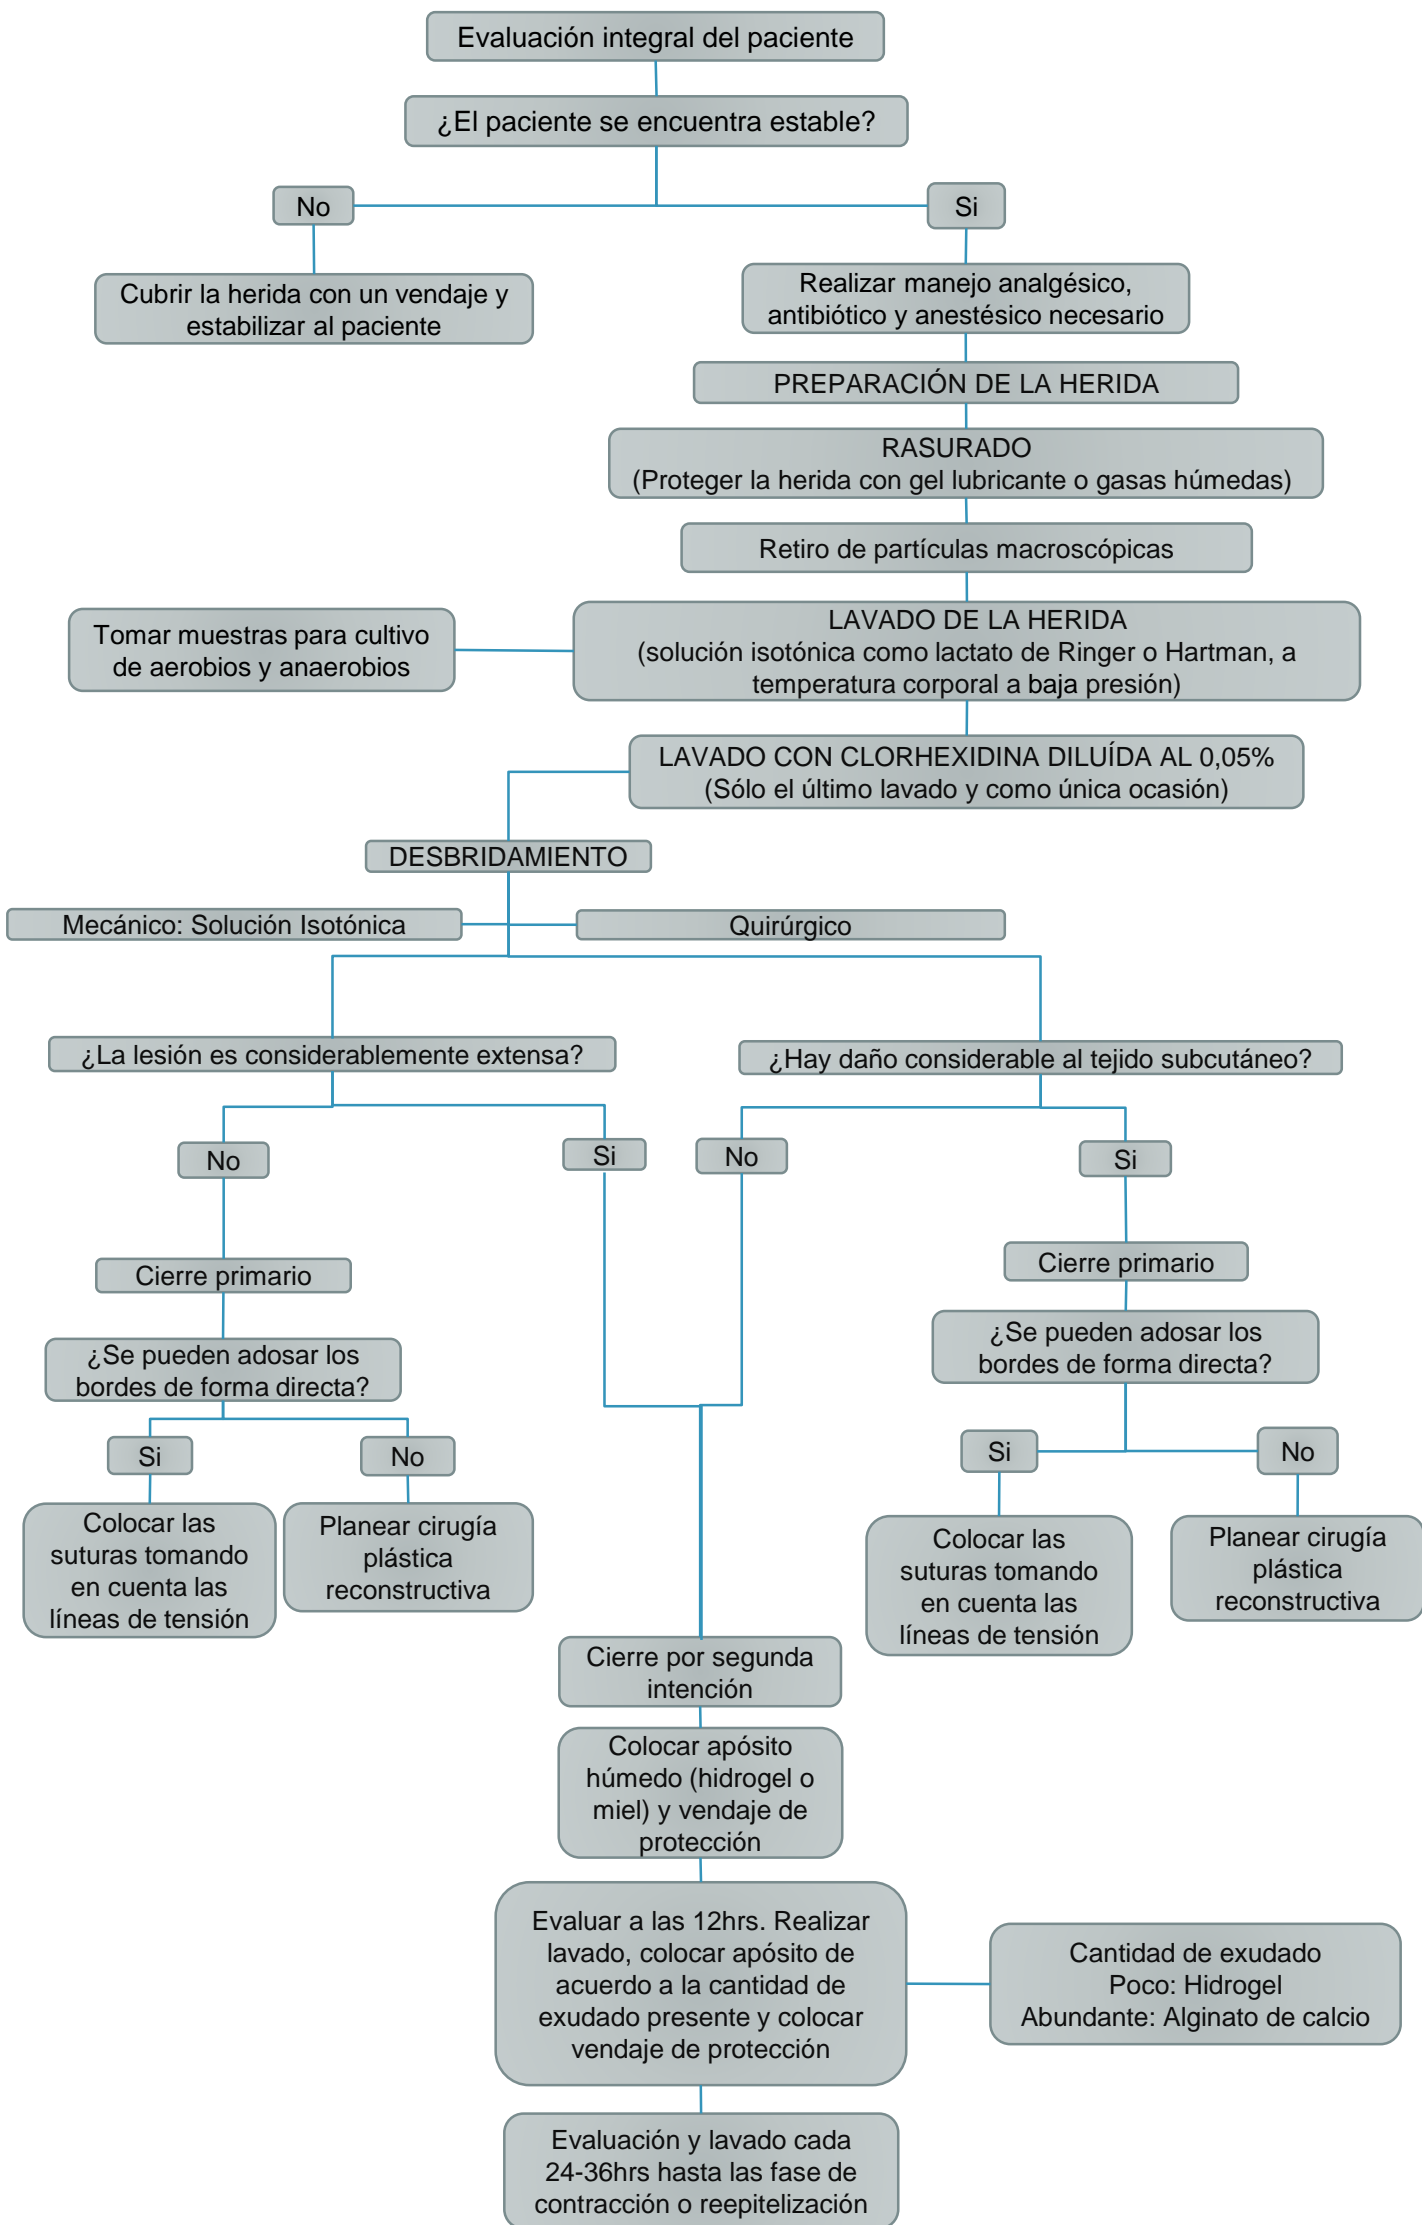 Evaluación integral del paciente
¿El paciente se encuentra estable?
No
Si
Cubrir la herida con un vendaje y
estabilizar al paciente
Realizar manejo analgésico,
antibiótico y anestésico necesario
PREPARACIÓN DE LA HERIDA
RASURADO
(Proteger la herida con gel lubricante o gasas húmedas)
Retiro de partículas macroscópicas
Tomar muestras para cultivo
de aerobios y anaerobios
LAVADO DE LA HERIDA
(solución isotónica como lactato de Ringer o Hartman, a
temperatura corporal a baja presión)
LAVADO CON CLORHEXIDINA DILUÍDA AL 0,05%
(Sólo el último lavado y como única ocasión)
DESBRIDAMIENTO
Mecánico: Solución Isotónica
Quirúrgico
¿La lesión es considerablemente extensa?
¿Hay daño considerable al tejido subcutáneo?
No
Si
No
Si
Cierre primario
Cierre primario
¿Se pueden adosar los
bordes de forma directa?
¿Se pueden adosar los
bordes de forma directa?
Si
No
Si
No
Colocar las
suturas tomando
en cuenta las
líneas de tensión
Planear cirugía
plástica
reconstructiva
Colocar las
suturas tomando
en cuenta las
líneas de tensión
Planear cirugía
plástica
reconstructiva
Cierre por segunda
intención
Colocar apósito
húmedo (hidrogel o
miel) y vendaje de
protección
Evaluar a las 12hrs. Realizar
lavado, colocar apósito de
acuerdo a la cantidad de
exudado presente y colocar
vendaje de protección
Cantidad de exudado
Poco: Hidrogel
Abundante: Alginato de calcio
Evaluación y lavado cada
24-36hrs hasta las fase de
contracción o reepitelización